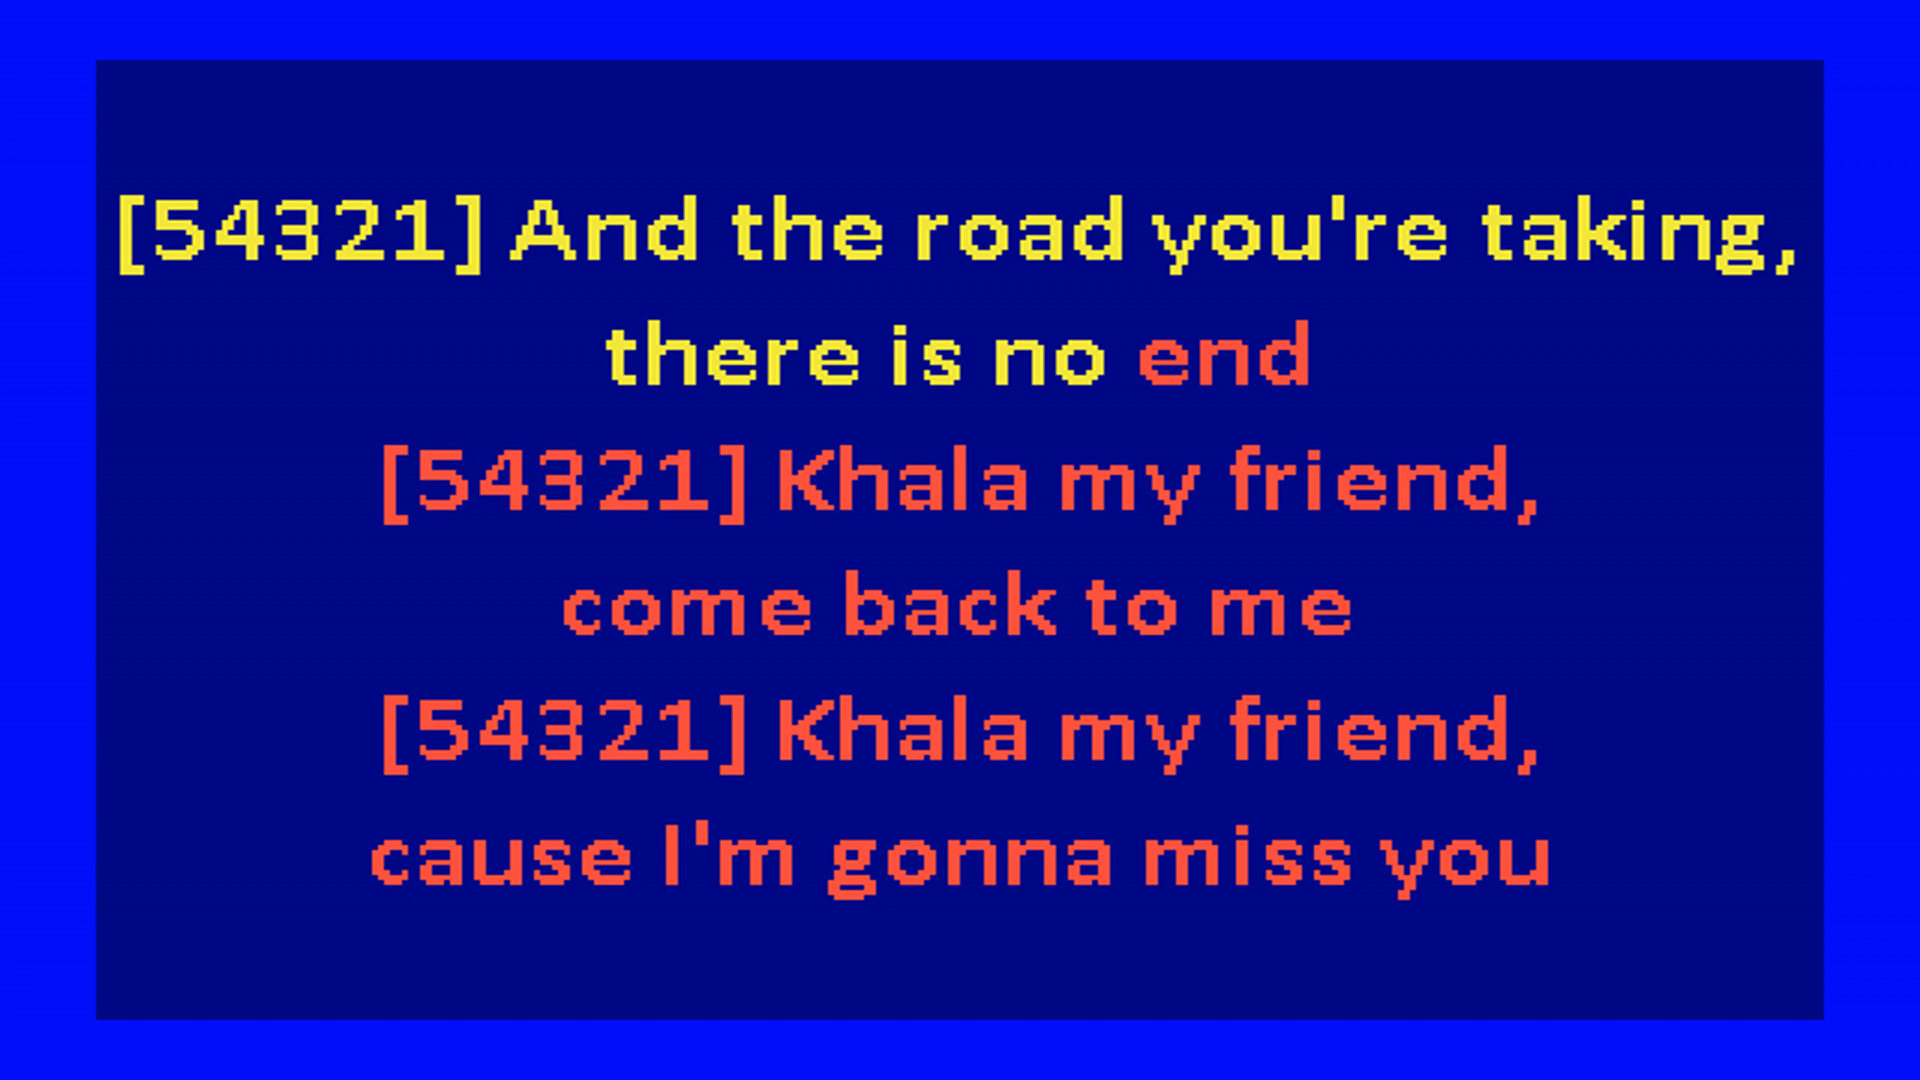 [54321] And the road you're taking,
there is no end
[54321] Khala my friend,
come back to me
[54321] Khala my friend,
cause I'm gonna miss you